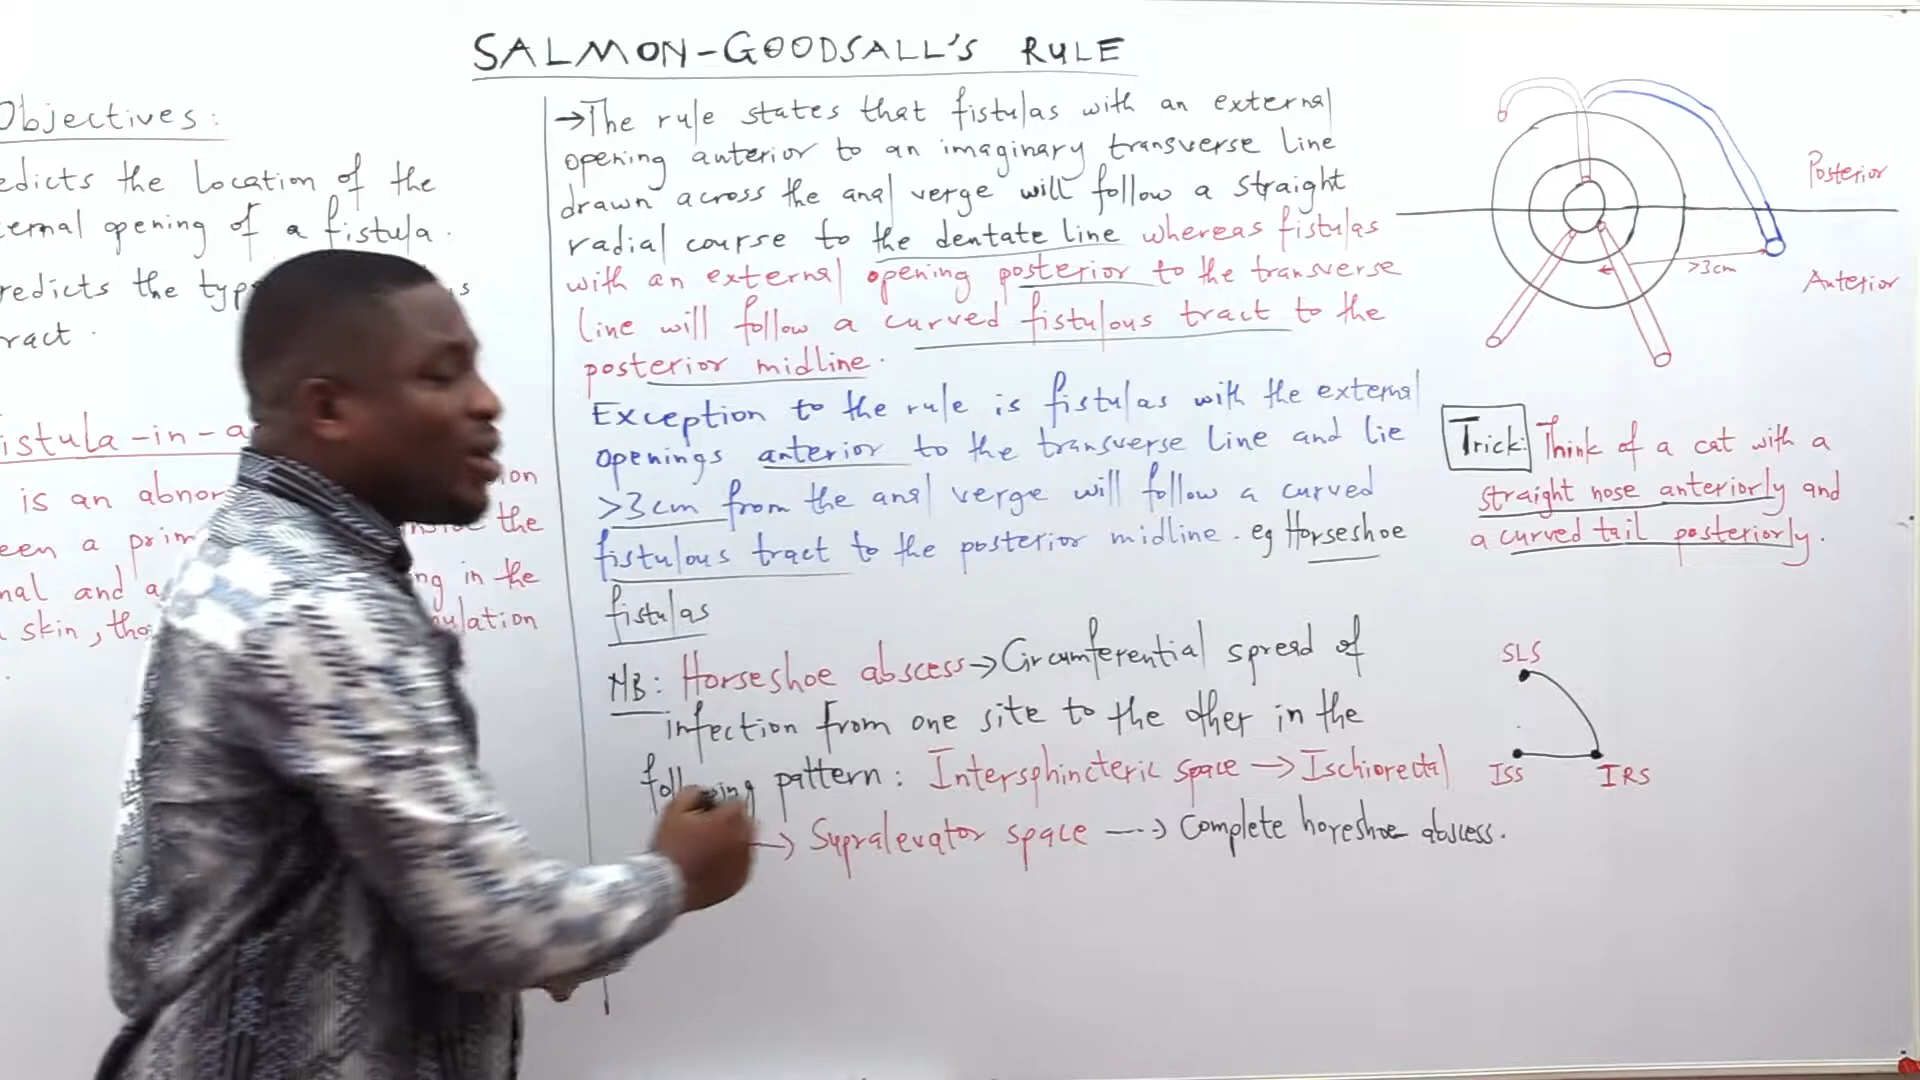 SALMON-GOODSALL'S RULE
Objectives:
edicts the location of the
ernal opening of a fistula.
redicts the typ s
ract.
istula-in-a
is an abnor ion
een a prim the
nal and a ng in the
skin, tho ulation
→The rule states that fistulas with an external
opening anterior to an imaginary transverse line
drawn across the anal verge will follow a straight
radial course to the dentate line whereas fistulas
with an external opening posterior to the transverse
line will follow a curved fistulous tract to the
posterior midline.
Exception to the rule is fistulas with the external
openings anterior to the transverse line and lie
>3cm from the anal verge will follow a curved
fistulous tract to the posterior midline. eg Horseshoe
fistulas
NB: Horseshoe abscess→Circumferential spread of
infection from one site to the other in the
following pattern: Intersphincteric space → Ischiorectal
→ Supralevator space ---→ Complete horeshoe abscess.
Posterior
>3cm
Anterior
Trick: Think of a cat with a
straight nose anteriorly and
a curved tail posteriorly.
SLS
ISS IRS